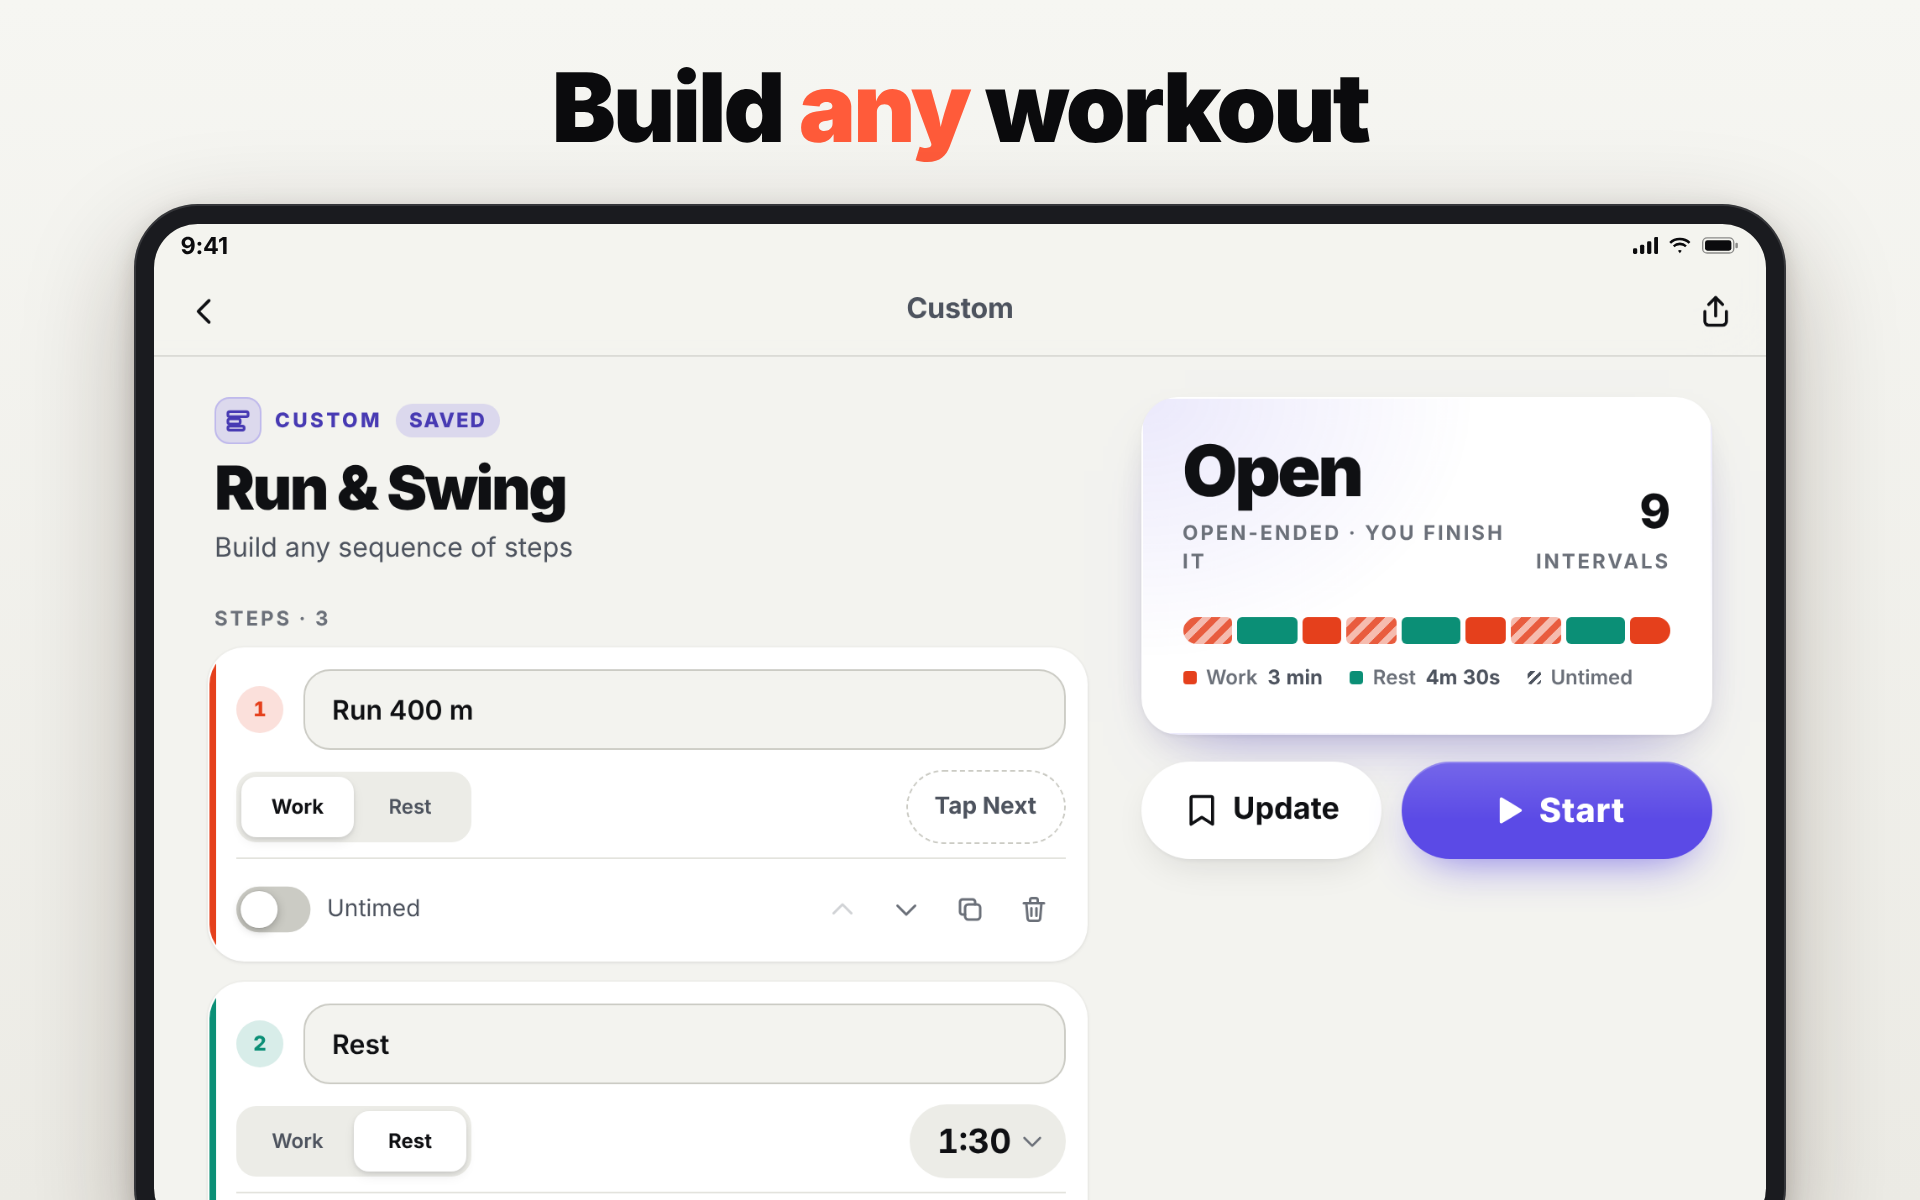 Build any workout
9:41
Custom
CUSTOM SAVED
Run & Swing
Build any sequence of steps
STEPS · 3
1 Run 400 m
Work Rest Tap Next
Untimed
2 Rest
Work Rest 1:30
Open
OPEN-ENDED · YOU FINISH
IT
9
INTERVALS
Work 3 min Rest 4m 30s Untimed
Update Start